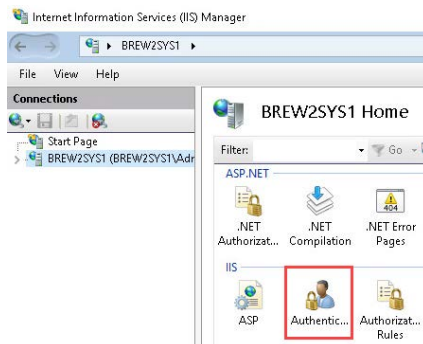 Internet Information Services (IIS) Manager
BREW2SYS1
File View Help
Connections
Start Page
BREW2SYS1 (BREW2SYS1\Adr
BREW2SYS1 Home
Filter: Go
ASP.NET
.NET Authorizat...
.NET Compilation
404
.NET Error Pages
IIS
ASP
Authentic...
Authorizat... Rules